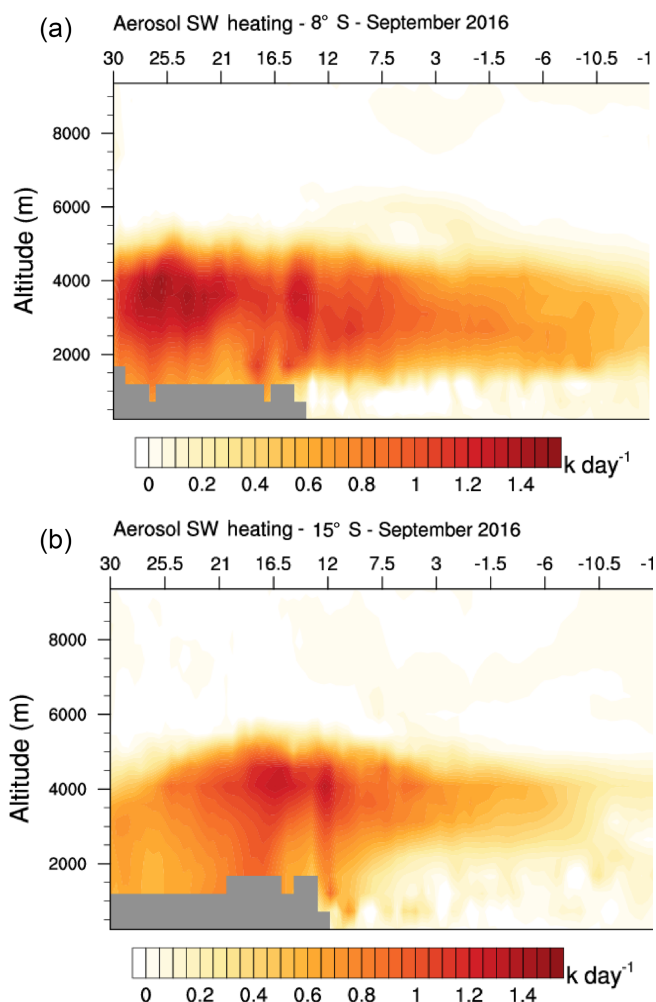 (a)
Aerosol SW heating - 8° S - September 2016
30 25.5 21 16.5 12 7.5 3 -1.5 -6 -10.5 -1
8000
6000
4000
2000
Altitude (m)
0 0.2 0.4 0.6 0.8 1 1.2 1.4
k day-1
(b)
Aerosol SW heating - 15° S - September 2016
30 25.5 21 16.5 12 7.5 3 -1.5 -6 -10.5 -1
8000
6000
4000
2000
Altitude (m)
0 0.2 0.4 0.6 0.8 1 1.2 1.4
k day-1